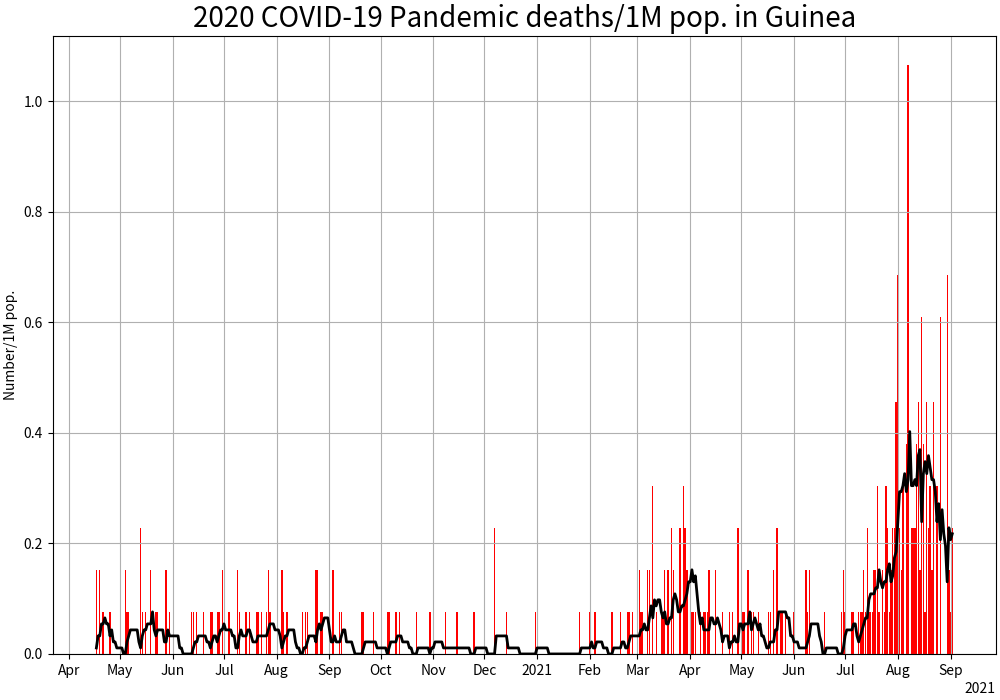 2020 COVID-19 Pandemic deaths/1M pop. in Guinea
Number/1M pop.
1.0
0.8
0.6
0.4
0.2
0.0
Apr May Jun Jul Aug Sep Oct Nov Dec 2021 Feb Mar Apr May Jun Jul Aug Sep
2021